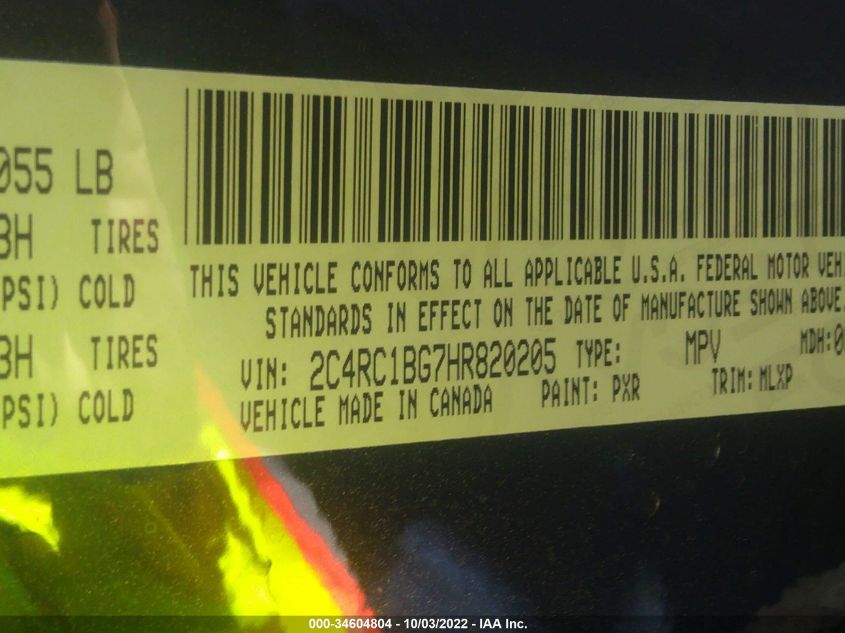 055 LB
BH TIRES
PSI) COLD
BH TIRES
PSI) COLD
THIS VEHICLE CONFORMS TO ALL APPLICABLE U.S.A. FEDERAL MOTOR VEH
STANDARDS IN EFFECT ON THE DATE OF MANUFACTURE SHOWN ABOVE.
VIN: 2C4RC1BG7HR820205 TYPE: MPV MDH:0
VEHICLE MADE IN CANADA PAINT: PXR TRIM: MLXP
000-34604804 - 10/03/2022 - IAA Inc.